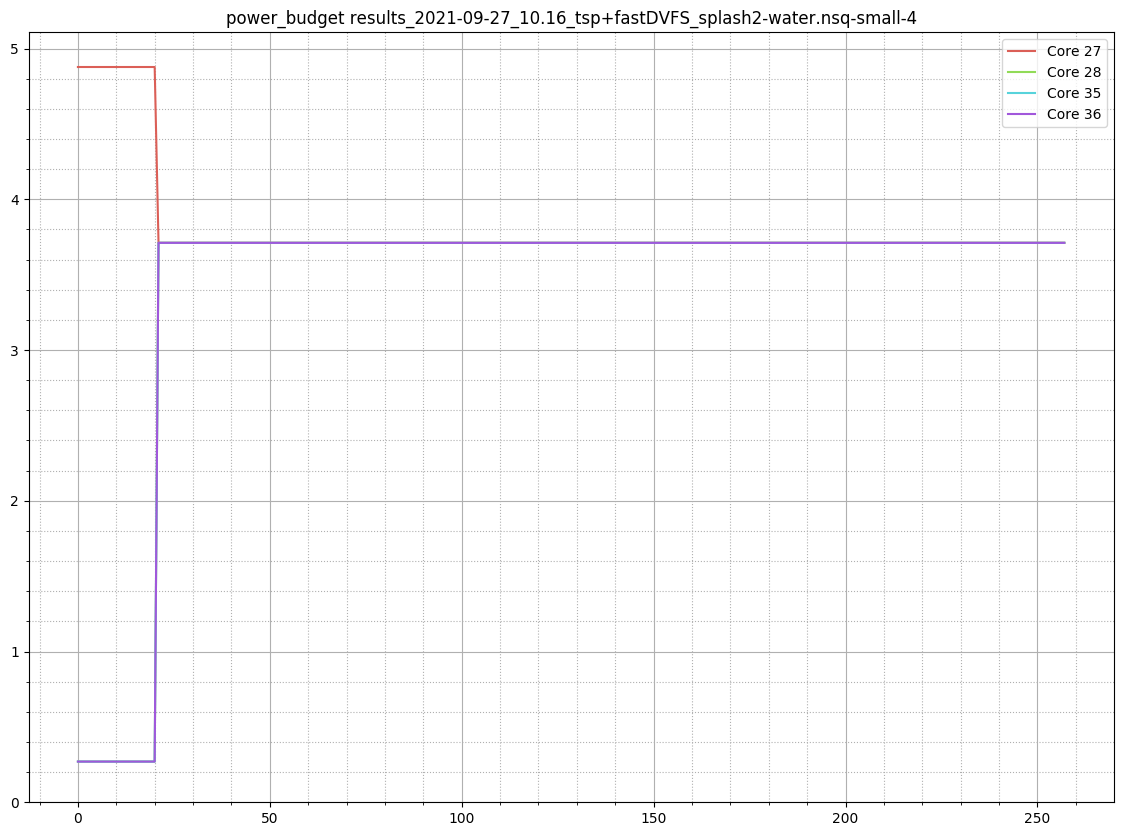 power_budget results_2021-09-27_10.16_tsp+fastDVFS_splash2-water.nsq-small-4
Core 27
Core 28
Core 35
Core 36
5
4
3
2
1
0
0 50 100 150 200 250